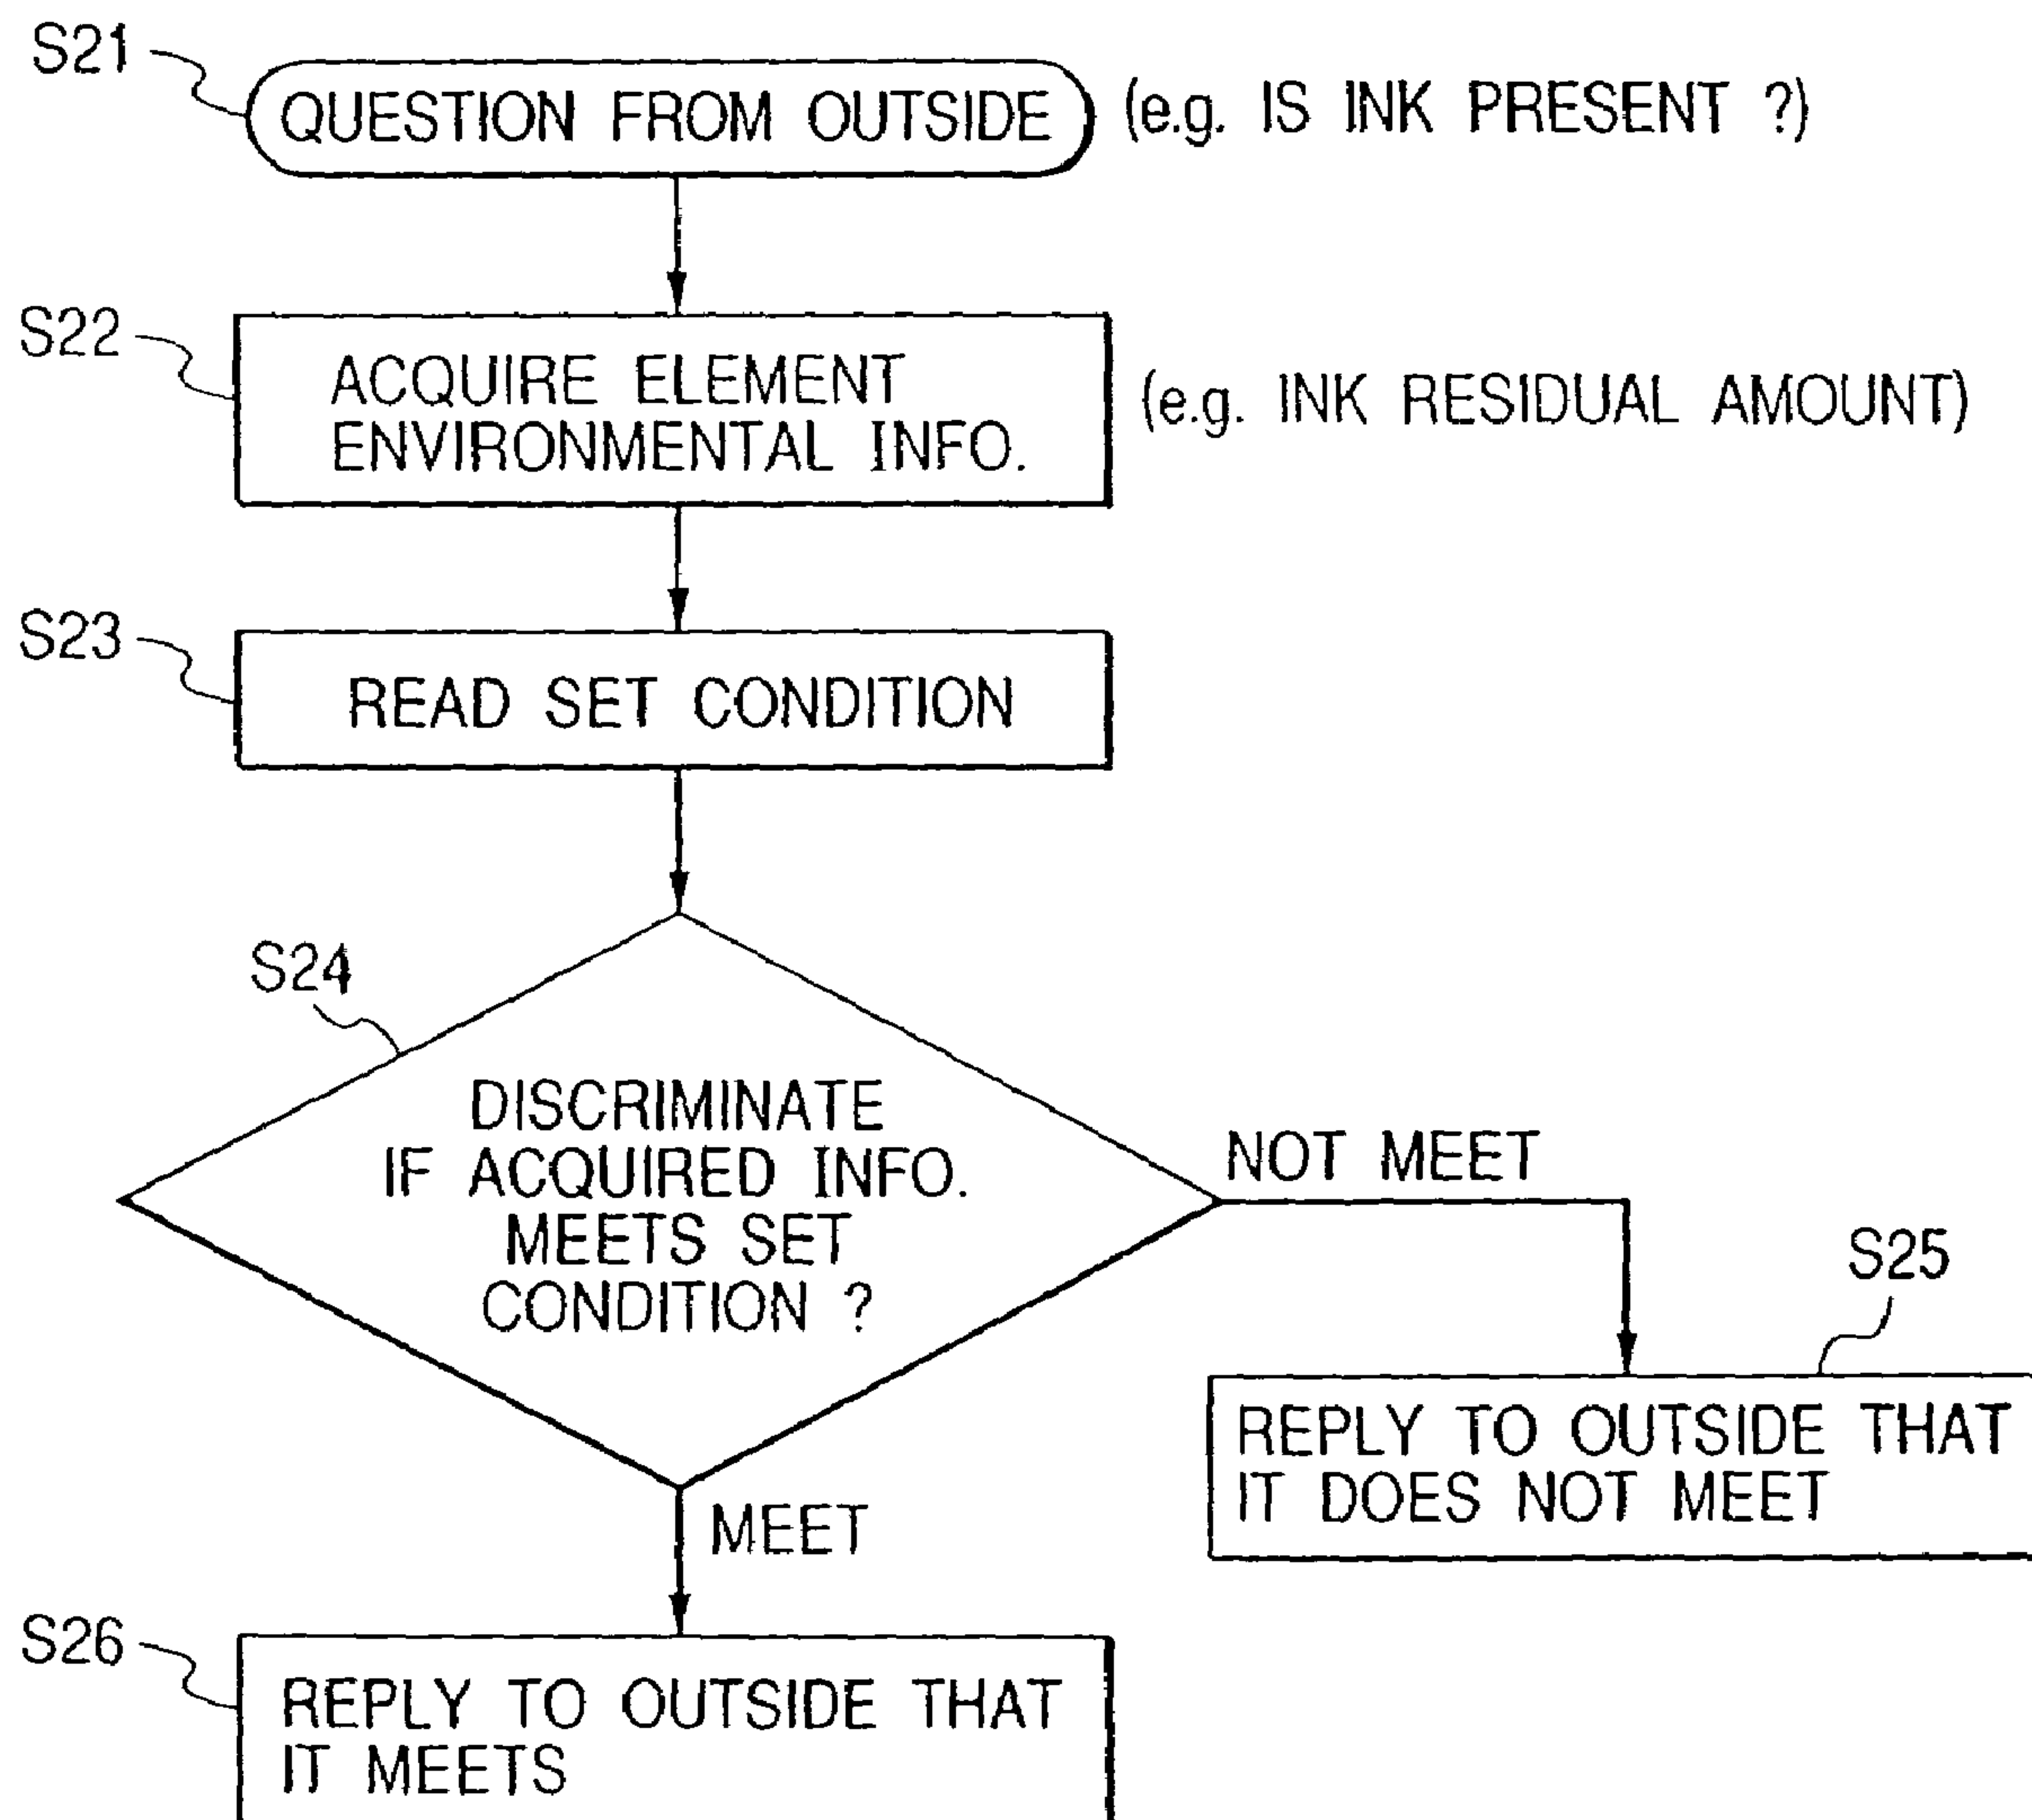 S21
QUESTION FROM OUTSIDE
(e.g. IS INK PRESENT ?)
S22
ACQUIRE ELEMENT
ENVIRONMENTAL INFO.
(e.g. INK RESIDUAL AMOUNT)
S23
READ SET CONDITION
S24
DISCRIMINATE
IF ACQUIRED INFO.
MEETS SET
CONDITION ?
NOT MEET
S25
REPLY TO OUTSIDE THAT
IT DOES NOT MEET
MEET
S26
REPLY TO OUTSIDE THAT
IT MEETS